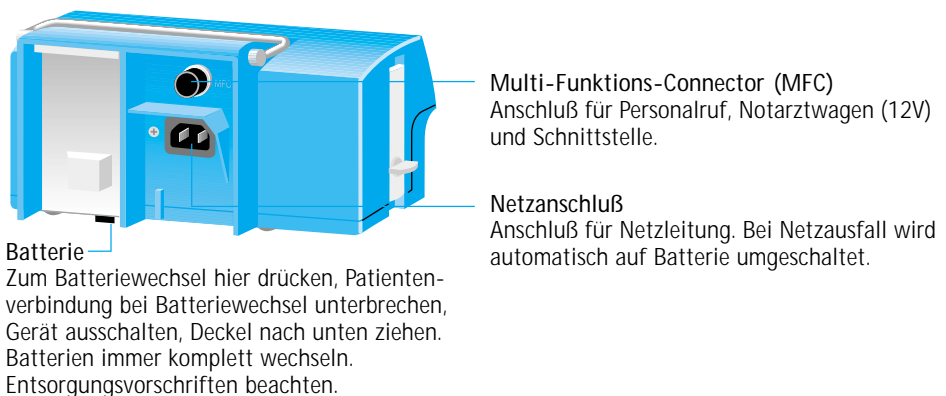 MFC
Multi-Funktions-Connector (MFC)
Anschluß für Personalruf, Notarztwagen (12V)
und Schnittstelle.
Netzanschluß
Anschluß für Netzleitung. Bei Netzausfall wird
automatisch auf Batterie umgeschaltet.
Batterie
Zum Batteriewechsel hier drücken, Patienten-
verbindung bei Batteriewechsel unterbrechen,
Gerät ausschalten, Deckel nach unten ziehen.
Batterien immer komplett wechseln.
Entsorgungsvorschriften beachten.